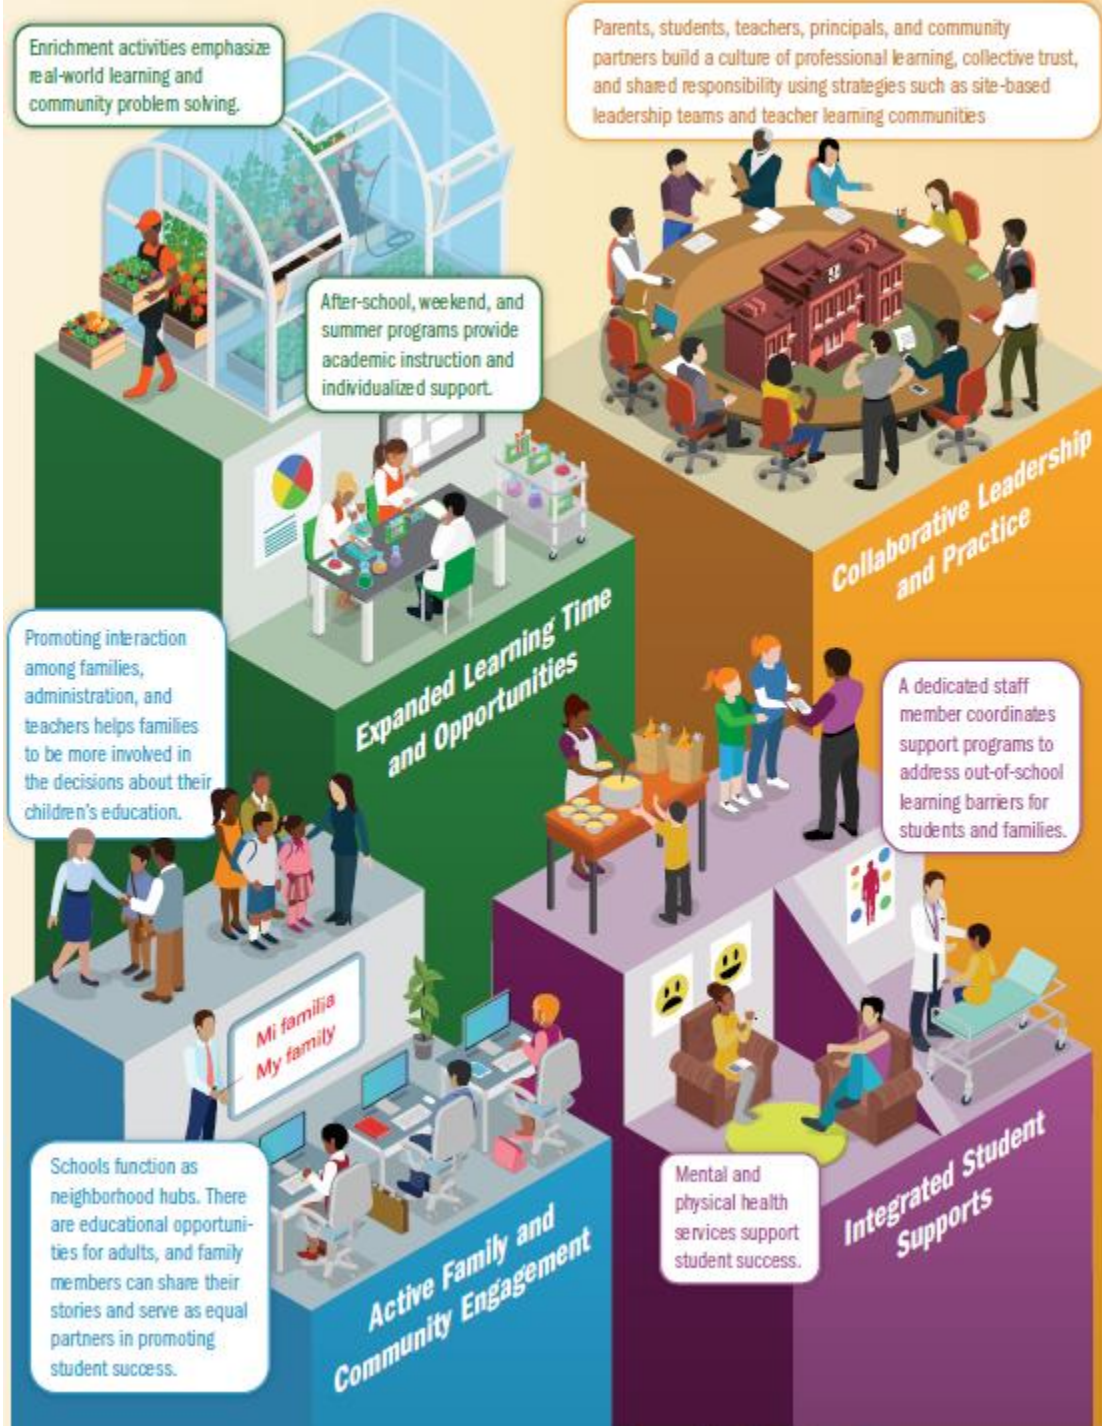 Enrichment activities emphasize
real-world learning and
community problem solving.
Parents, students, teachers, principals, and community
partners build a culture of professional learning, collective trust,
and shared responsibility using strategies such as site-based
leadership teams and teacher learning communities
After-school, weekend, and
summer programs provide
academic instruction and
individualized support.
Collaborative Leadership
and Practice
Expanded Learning Time
and Opportunities
Promoting interaction
among families,
administration, and
teachers helps families
to be more involved in
the decisions about their
children's education.
A dedicated staff
member coordinates
support programs to
address out-of-school
learning barriers for
students and families.
Mi familia
My family
Schools function as
neighborhood hubs. There
are educational opportuni-
ties for adults, and family
members can share their
stories and serve as equal
partners in promoting
student success.
Active Family and
Community Engagement
Mental and
physical health
services support
student success.
Integrated Student
Supports